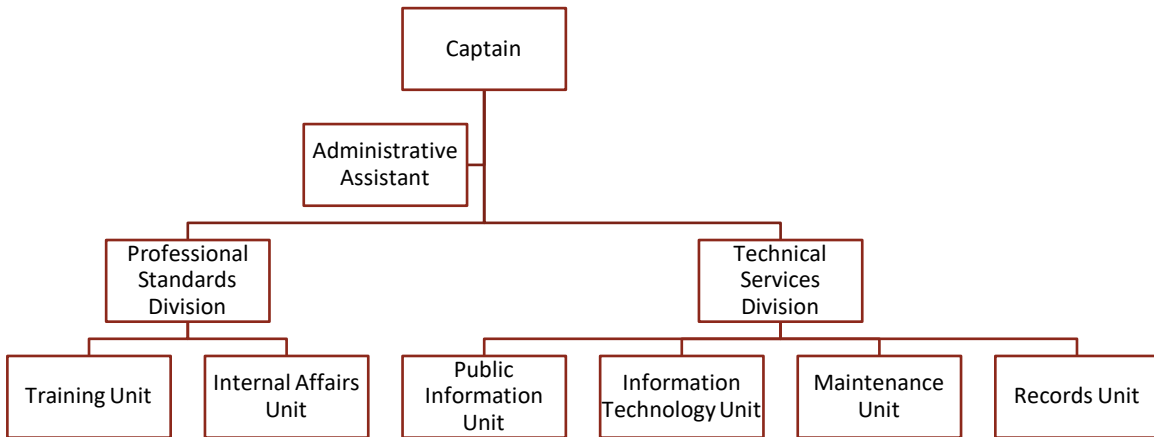 Captain
Administrative
Assistant
Professional
Standards
Division
Technical
Services
Division
Training Unit
Internal Affairs
Unit
Public
Information
Unit
Information
Technology Unit
Maintenance
Unit
Records Unit